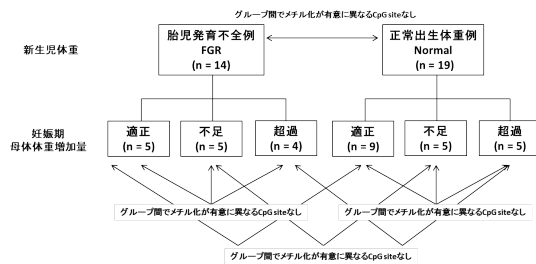 グループ間でメチル化が有意に異なるCpG siteなし
新生児体重
胎児発育不全例
FGR
(n = 14)
正常出生体重例
Normal
(n = 19)
妊娠期
母体体重増加量
適正
(n = 5)
不足
(n = 5)
超過
(n = 4)
適正
(n = 9)
不足
(n = 5)
超過
(n = 5)
グループ間でメチル化が有意に異なるCpG siteなし
グループ間でメチル化が有意に異なるCpG siteなし
グループ間でメチル化が有意に異なるCpG siteなし